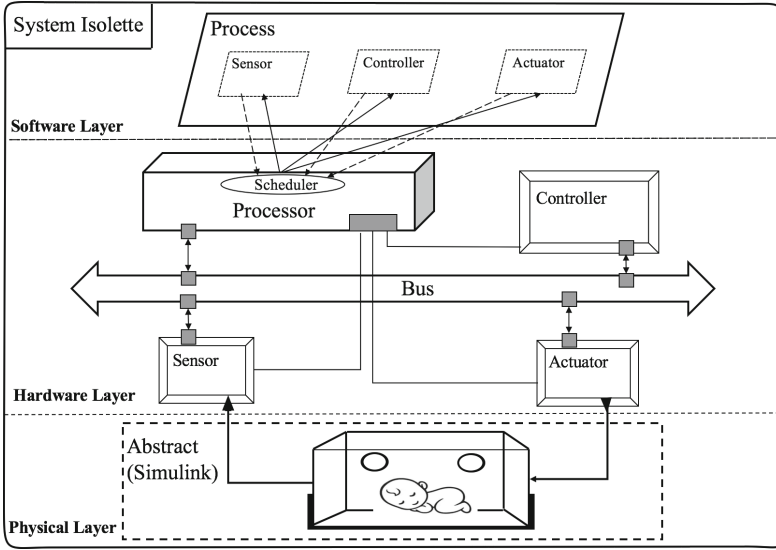 System Isolette
Process
Sensor
Controller
Actuator
Software Layer
Scheduler
Processor
Controller
Bus
Sensor
Actuator
Hardware Layer
Abstract
(Simulink)
Physical Layer